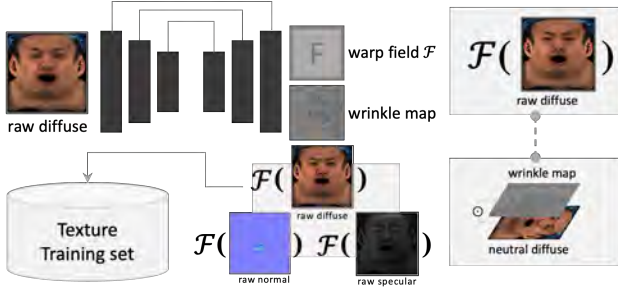 raw diffuse
F
warp field ℱ
wrinkle map
ℱ( )
raw diffuse
wrinkle map
⊙
neutral diffuse
ℱ( )
raw diffuse
ℱ( ) ℱ( )
raw normal raw specular
Texture
Training set